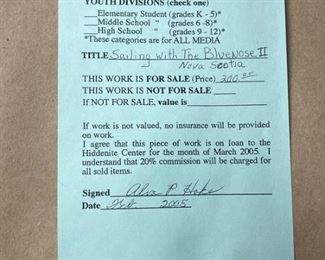 YOUTH DIVISIONS (check one)
___Elementary Student (grades K - 5)*
___Middle School " (grades 6 -8)*
___High School " (grades 9 - 12)*
*These categories are for ALL MEDIA
TITLE Sailing with The Bluenose II
Nova Scotia
THIS WORK IS FOR SALE (Price) 200.00
THIS WORK IS NOT FOR SALE ____
If NOT FOR SALE, value is________
If work is not valued, no insurance will be provided
on work.
I agree that this piece of work is on loan to the
Hiddenite Center for the month of March 2005. I
understand that 20% commission will be charged for
all sold items.
Signed Alva P Hake
Date Feb. 2005